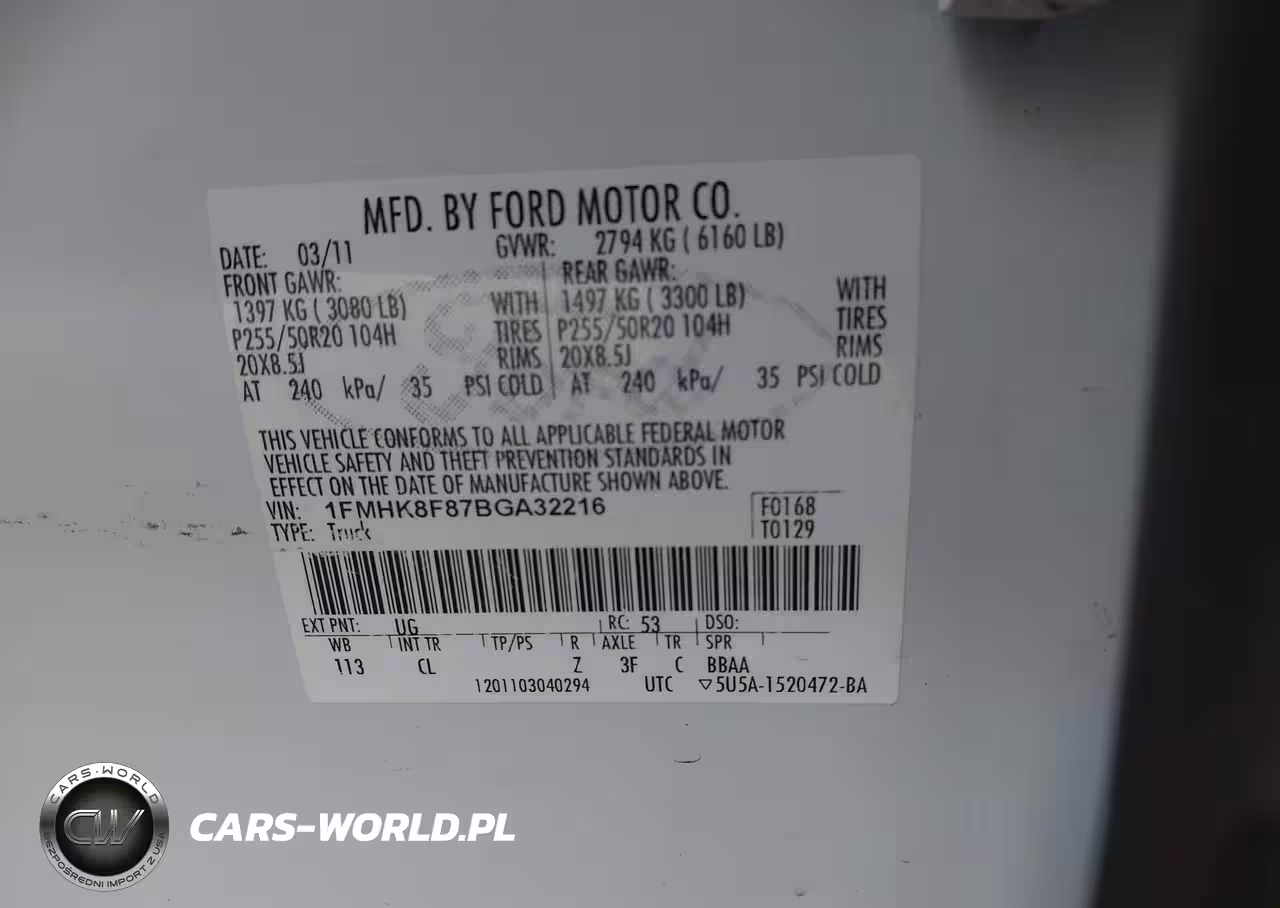 MFD. BY FORD MOTOR CO.
DATE: 03/11 GVWR: 2794 KG ( 6160 LB)
FRONT GAWR: REAR GAWR:
1397 KG ( 3080 LB) WITH 1497 KG ( 3300 LB) WITH
P255/50R20 104H TIRES P255/50R20 104H TIRES
20X8.5J RIMS 20X8.5J RIMS
AT 240 kPa/ 35 PSI COLD AT 240 kPa/ 35 PSI COLD
THIS VEHICLE CONFORMS TO ALL APPLICABLE FEDERAL MOTOR
VEHICLE SAFETY AND THEFT PREVENTION STANDARDS IN
EFFECT ON THE DATE OF MANUFACTURE SHOWN ABOVE.
VIN: 1FMHK8F87BGA32216 F0168
TYPE: Truck T0129
EXT PNT: UG RC: 53 DSO:
WB INT TR TP/PS R AXLE TR SPR
113 CL Z 3F C BBAA
1201103040294 UTC ▽5U5A-1520472-BA
CARS-WORLD
CW
BEZPOŚREDNI IMPORT Z USA
CARS-WORLD.PL